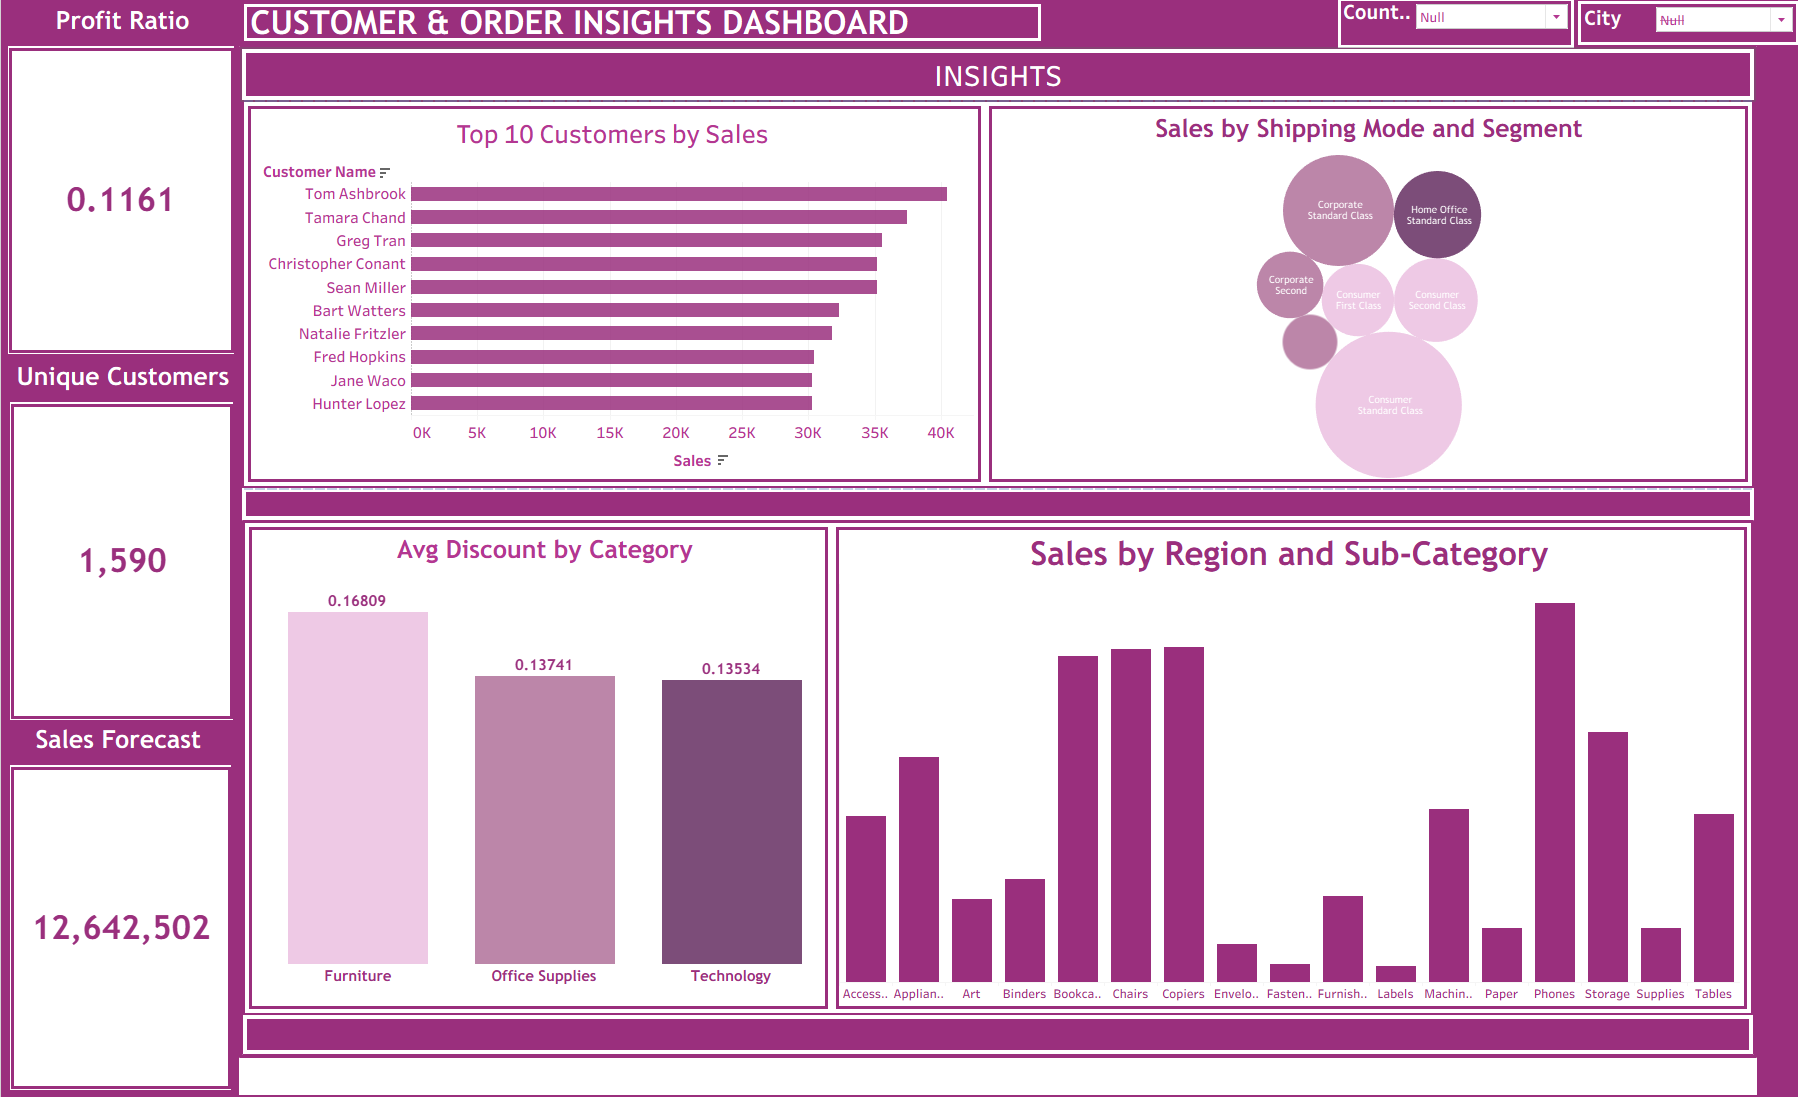 Profit Ratio
0.1161
Unique Customers
1,590
Sales Forecast
12,642,502
CUSTOMER & ORDER INSIGHTS DASHBOARD
Count..
Null
City
Null
INSIGHTS
Top 10 Customers by Sales
Customer Name
Tom Ashbrook
Tamara Chand
Greg Tran
Christopher Conant
Sean Miller
Bart Watters
Natalie Fritzler
Fred Hopkins
Jane Waco
Hunter Lopez
0K 5K 10K 15K 20K 25K 30K 35K 40K
Sales
Sales by Shipping Mode and Segment
Corporate
Standard Class
Home Office
Standard Class
Corporate
Second
Consumer
First Class
Consumer
Second Class
Consumer
Standard Class
Avg Discount by Category
0.16809
0.13741
0.13534
Furniture Office Supplies Technology
Sales by Region and Sub-Category
Access.. Applian.. Art Binders Bookca.. Chairs Copiers Envelo.. Fasten.. Furnish.. Labels Machin.. Paper Phones Storage Supplies Tables